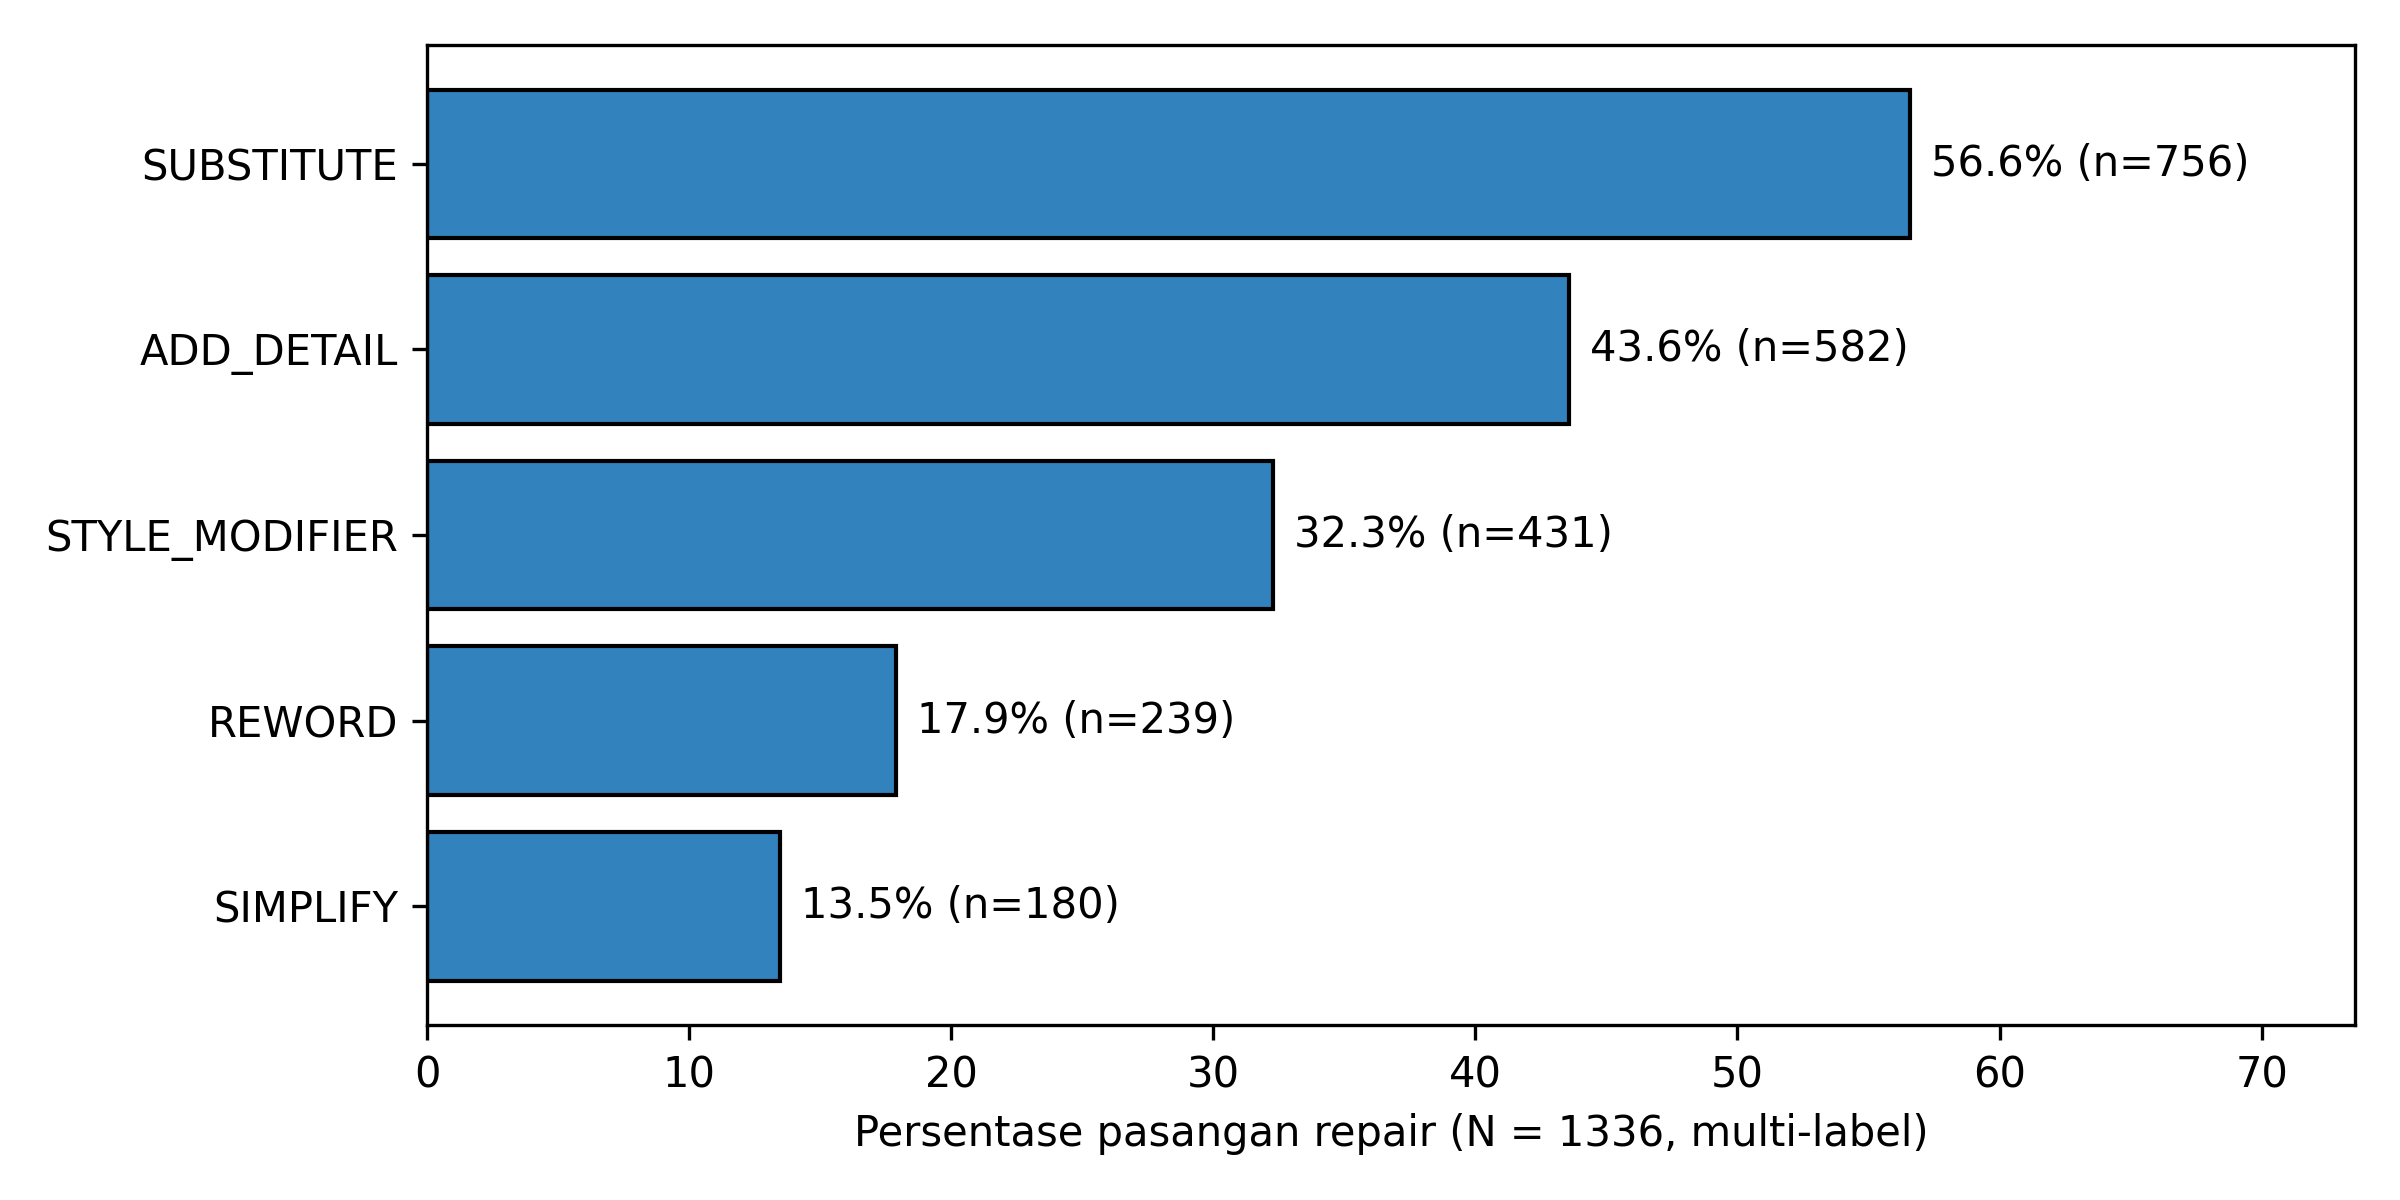 SUBSTITUTE 56.6% (n=756)
ADD_DETAIL 43.6% (n=582)
STYLE_MODIFIER 32.3% (n=431)
REWORD 17.9% (n=239)
SIMPLIFY 13.5% (n=180)
0 10 20 30 40 50 60 70
Persentase pasangan repair (N = 1336, multi-label)